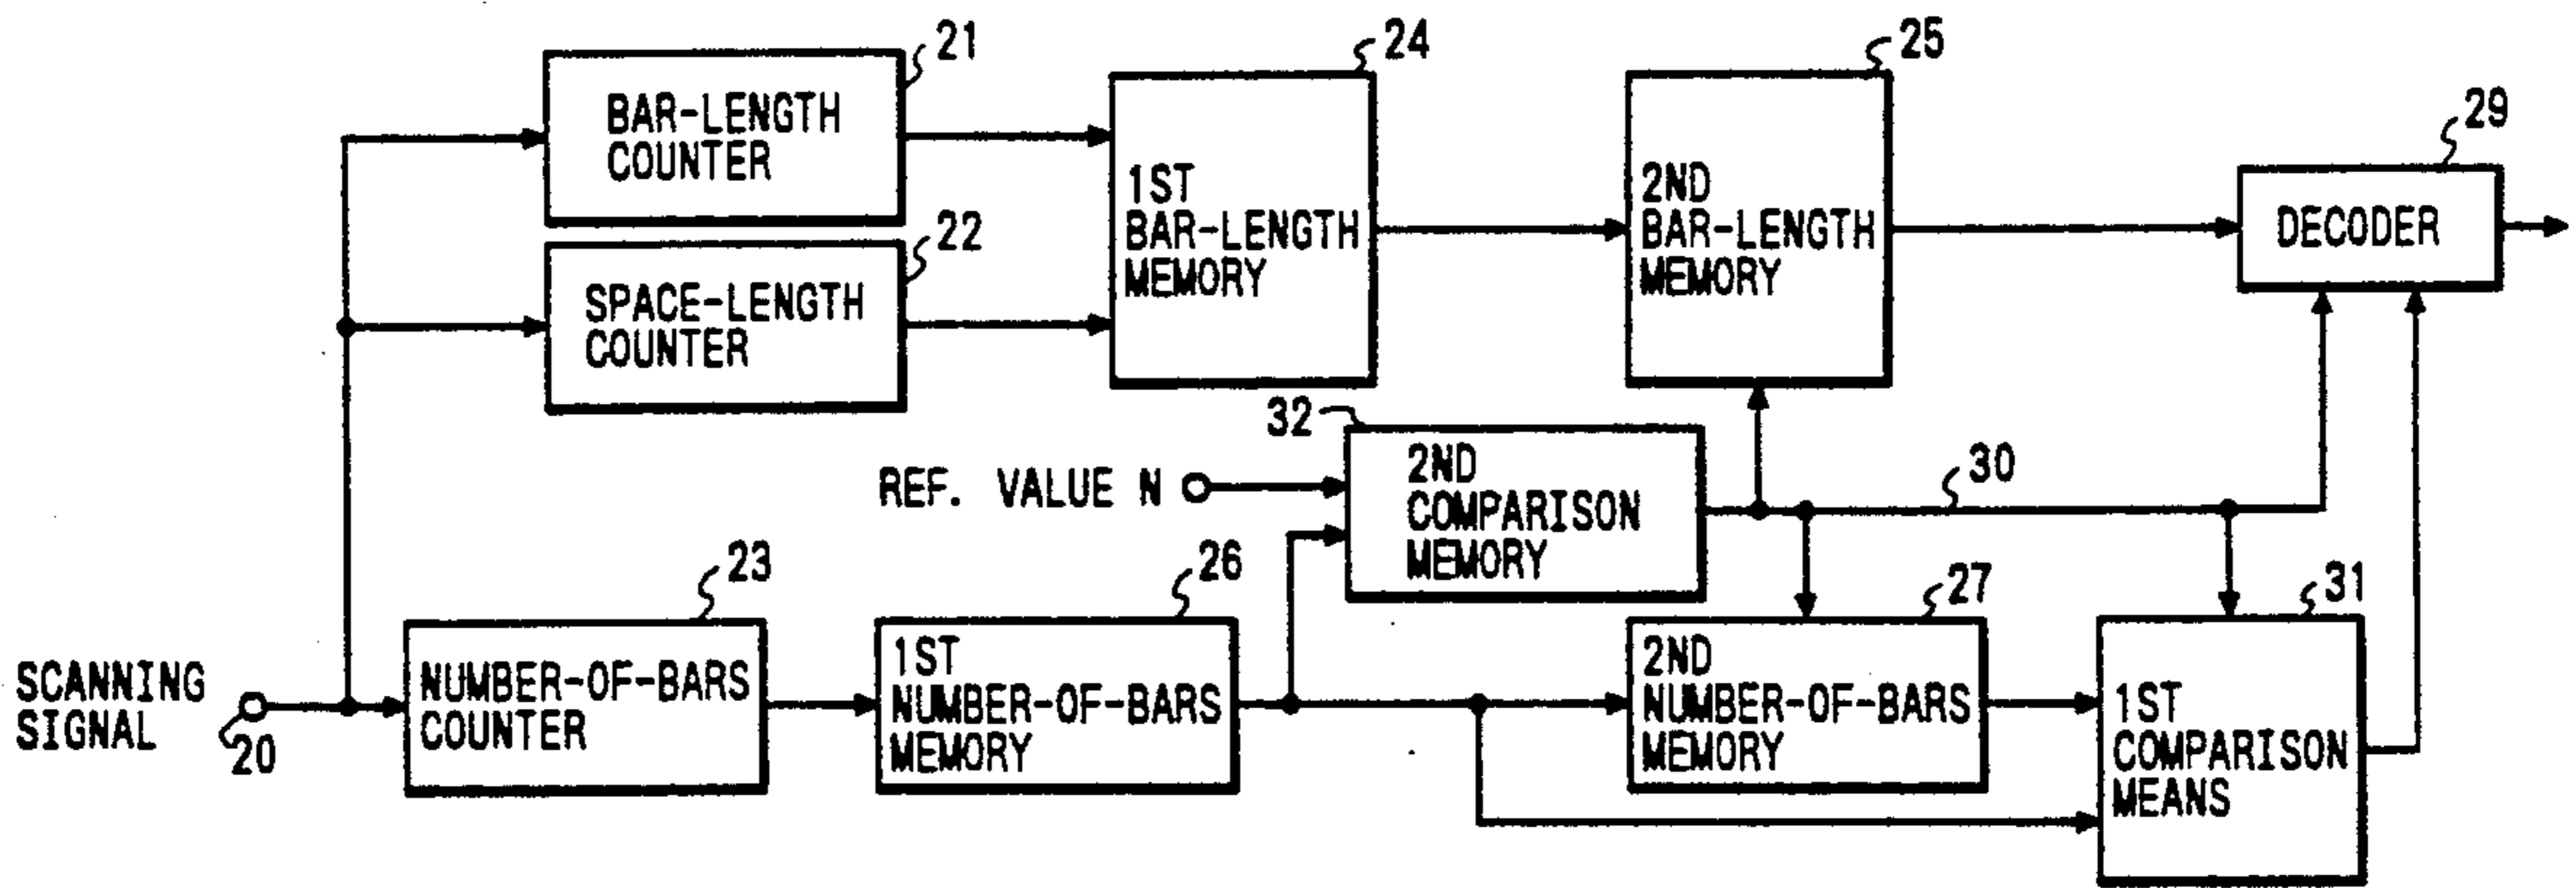 21
BAR-LENGTH
COUNTER
22
SPACE-LENGTH
COUNTER
24
1ST
BAR-LENGTH
MEMORY
25
2ND
BAR-LENGTH
MEMORY
29
DECODER
32
REF. VALUE N
2ND
COMPARISON
MEMORY
30
SCANNING
SIGNAL
20
23
NUMBER-OF-BARS
COUNTER
26
1ST
NUMBER-OF-BARS
MEMORY
27
2ND
NUMBER-OF-BARS
MEMORY
31
1ST
COMPARISON
MEANS